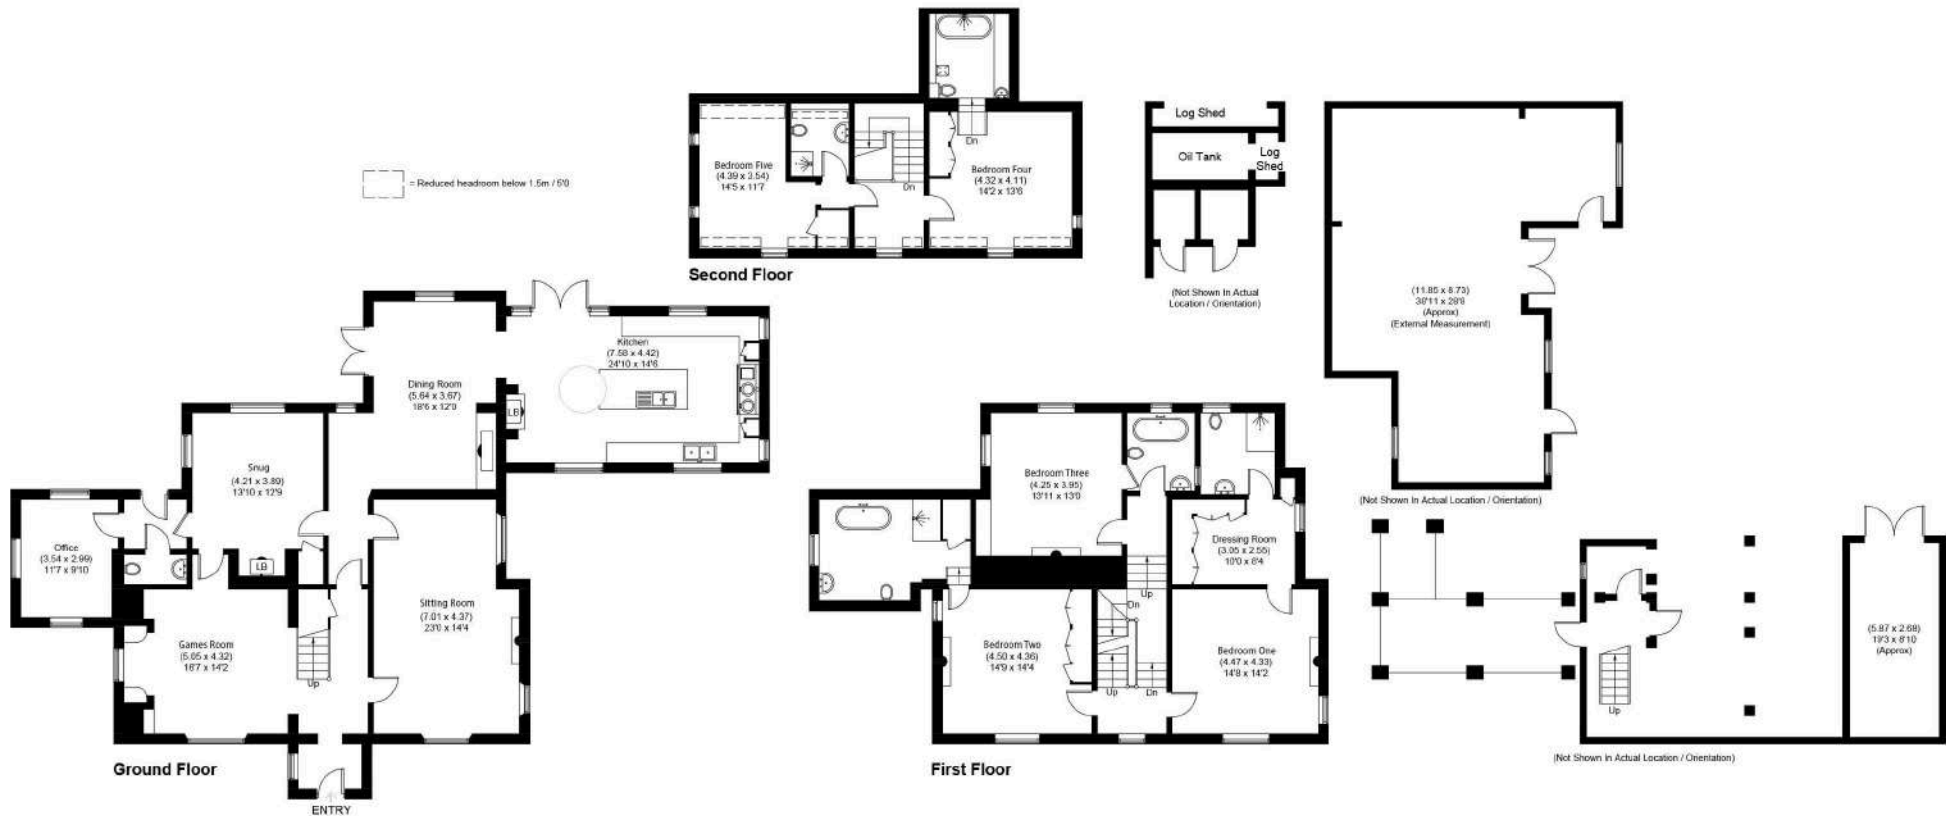 Log Shed
Oil Tank
Log
Shed
(Not Shown In Actual
Location / Orientation)
= Reduced headroom below 1.5m / 5'0
Bedroom Five
(4.39 x 3.54)
14'5 x 11'7
Dn
Bedroom Four
(4.32 x 4.11)
14'2 x 13'6
Dn
Second Floor
(11.85 x 8.73)
38'11 x 28'8
(Approx)
(External Measurement)
(Not Shown In Actual Location / Orientation)
Kitchen
(7.58 x 4.42)
24'10 x 14'6
LB
Dining Room
(5.64 x 3.67)
18'6 x 12'0
Snug
(4.21 x 3.89)
13'10 x 12'9
LB
Office
(3.54 x 2.99)
11'7 x 9'10
Sitting Room
(7.01 x 4.37)
23'0 x 14'4
Games Room
(5.05 x 4.32)
16'7 x 14'2
Up
Ground Floor
ENTRY
Bedroom Three
(4.25 x 3.95)
13'11 x 13'0
Dressing Room
(3.05 x 2.55)
10'0 x 8'4
Up
Dn
Bedroom Two
(4.50 x 4.36)
14'9 x 14'4
Bedroom One
(4.47 x 4.33)
14'8 x 14'2
Up
Dn
First Floor
(5.87 x 2.68)
19'3 x 8'10
(Approx)
Up
(Not Shown In Actual Location / Orientation)